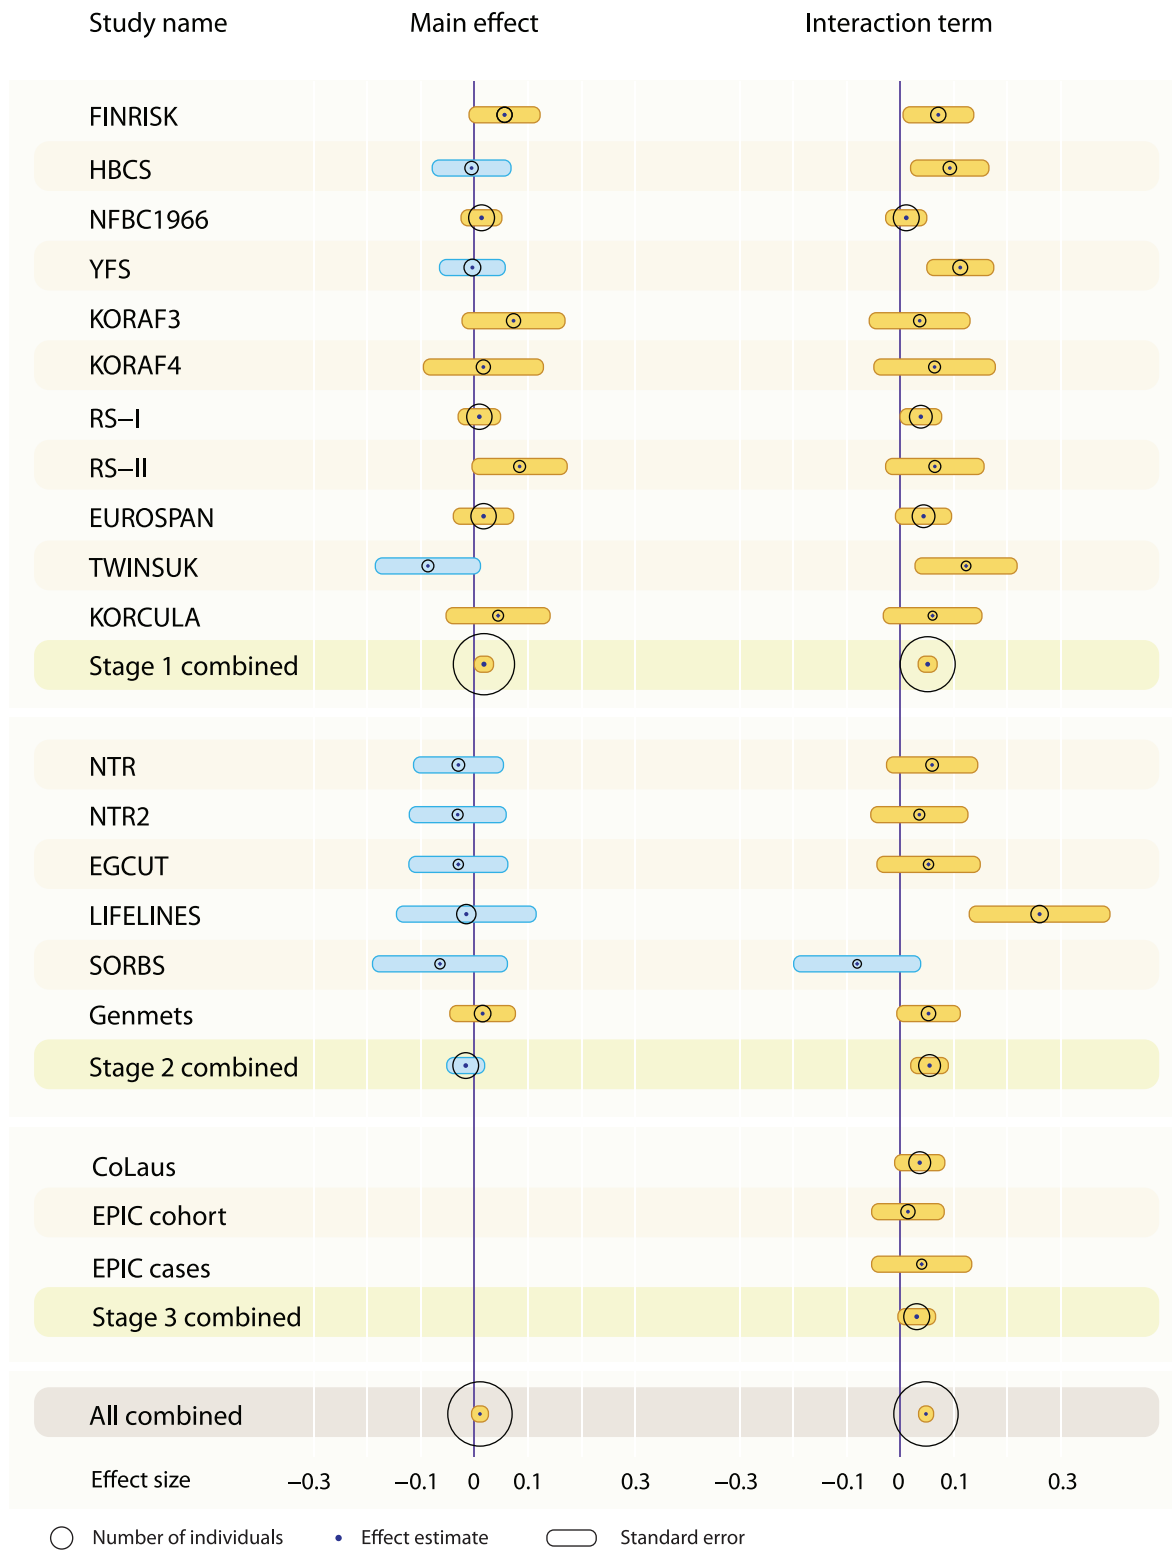 Study name Main effect Interaction term
FINRISK
HBCS
NFBC1966
YFS
KORAF3
KORAF4
RS−I
RS−II
EUROSPAN
TWINSUK
KORCULA
Stage 1 combined
NTR
NTR2
EGCUT
LIFELINES
SORBS
Genmets
Stage 2 combined
CoLaus
EPIC cohort
EPIC cases
Stage 3 combined
All combined
Effect size −0.3 −0.1 0 0.1 0.3 −0.3 −0.1 0 0.1 0.3
Number of individuals Effect estimate Standard error